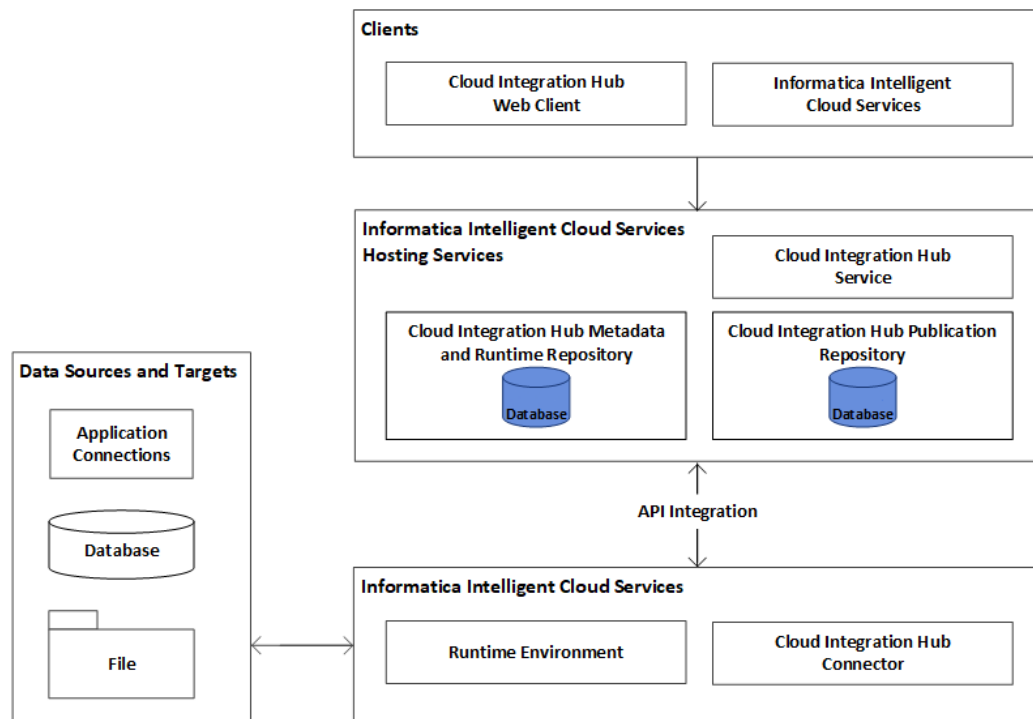 Clients
Cloud Integration Hub
Web Client
Informatica Intelligent
Cloud Services
Informatica Intelligent Cloud Services
Hosting Services
Cloud Integration Hub
Service
Cloud Integration Hub Metadata
and Runtime Repository
Database
Cloud Integration Hub Publication
Repository
Database
Data Sources and Targets
Application
Connections
Database
File
API Integration
Informatica Intelligent Cloud Services
Runtime Environment
Cloud Integration Hub
Connector